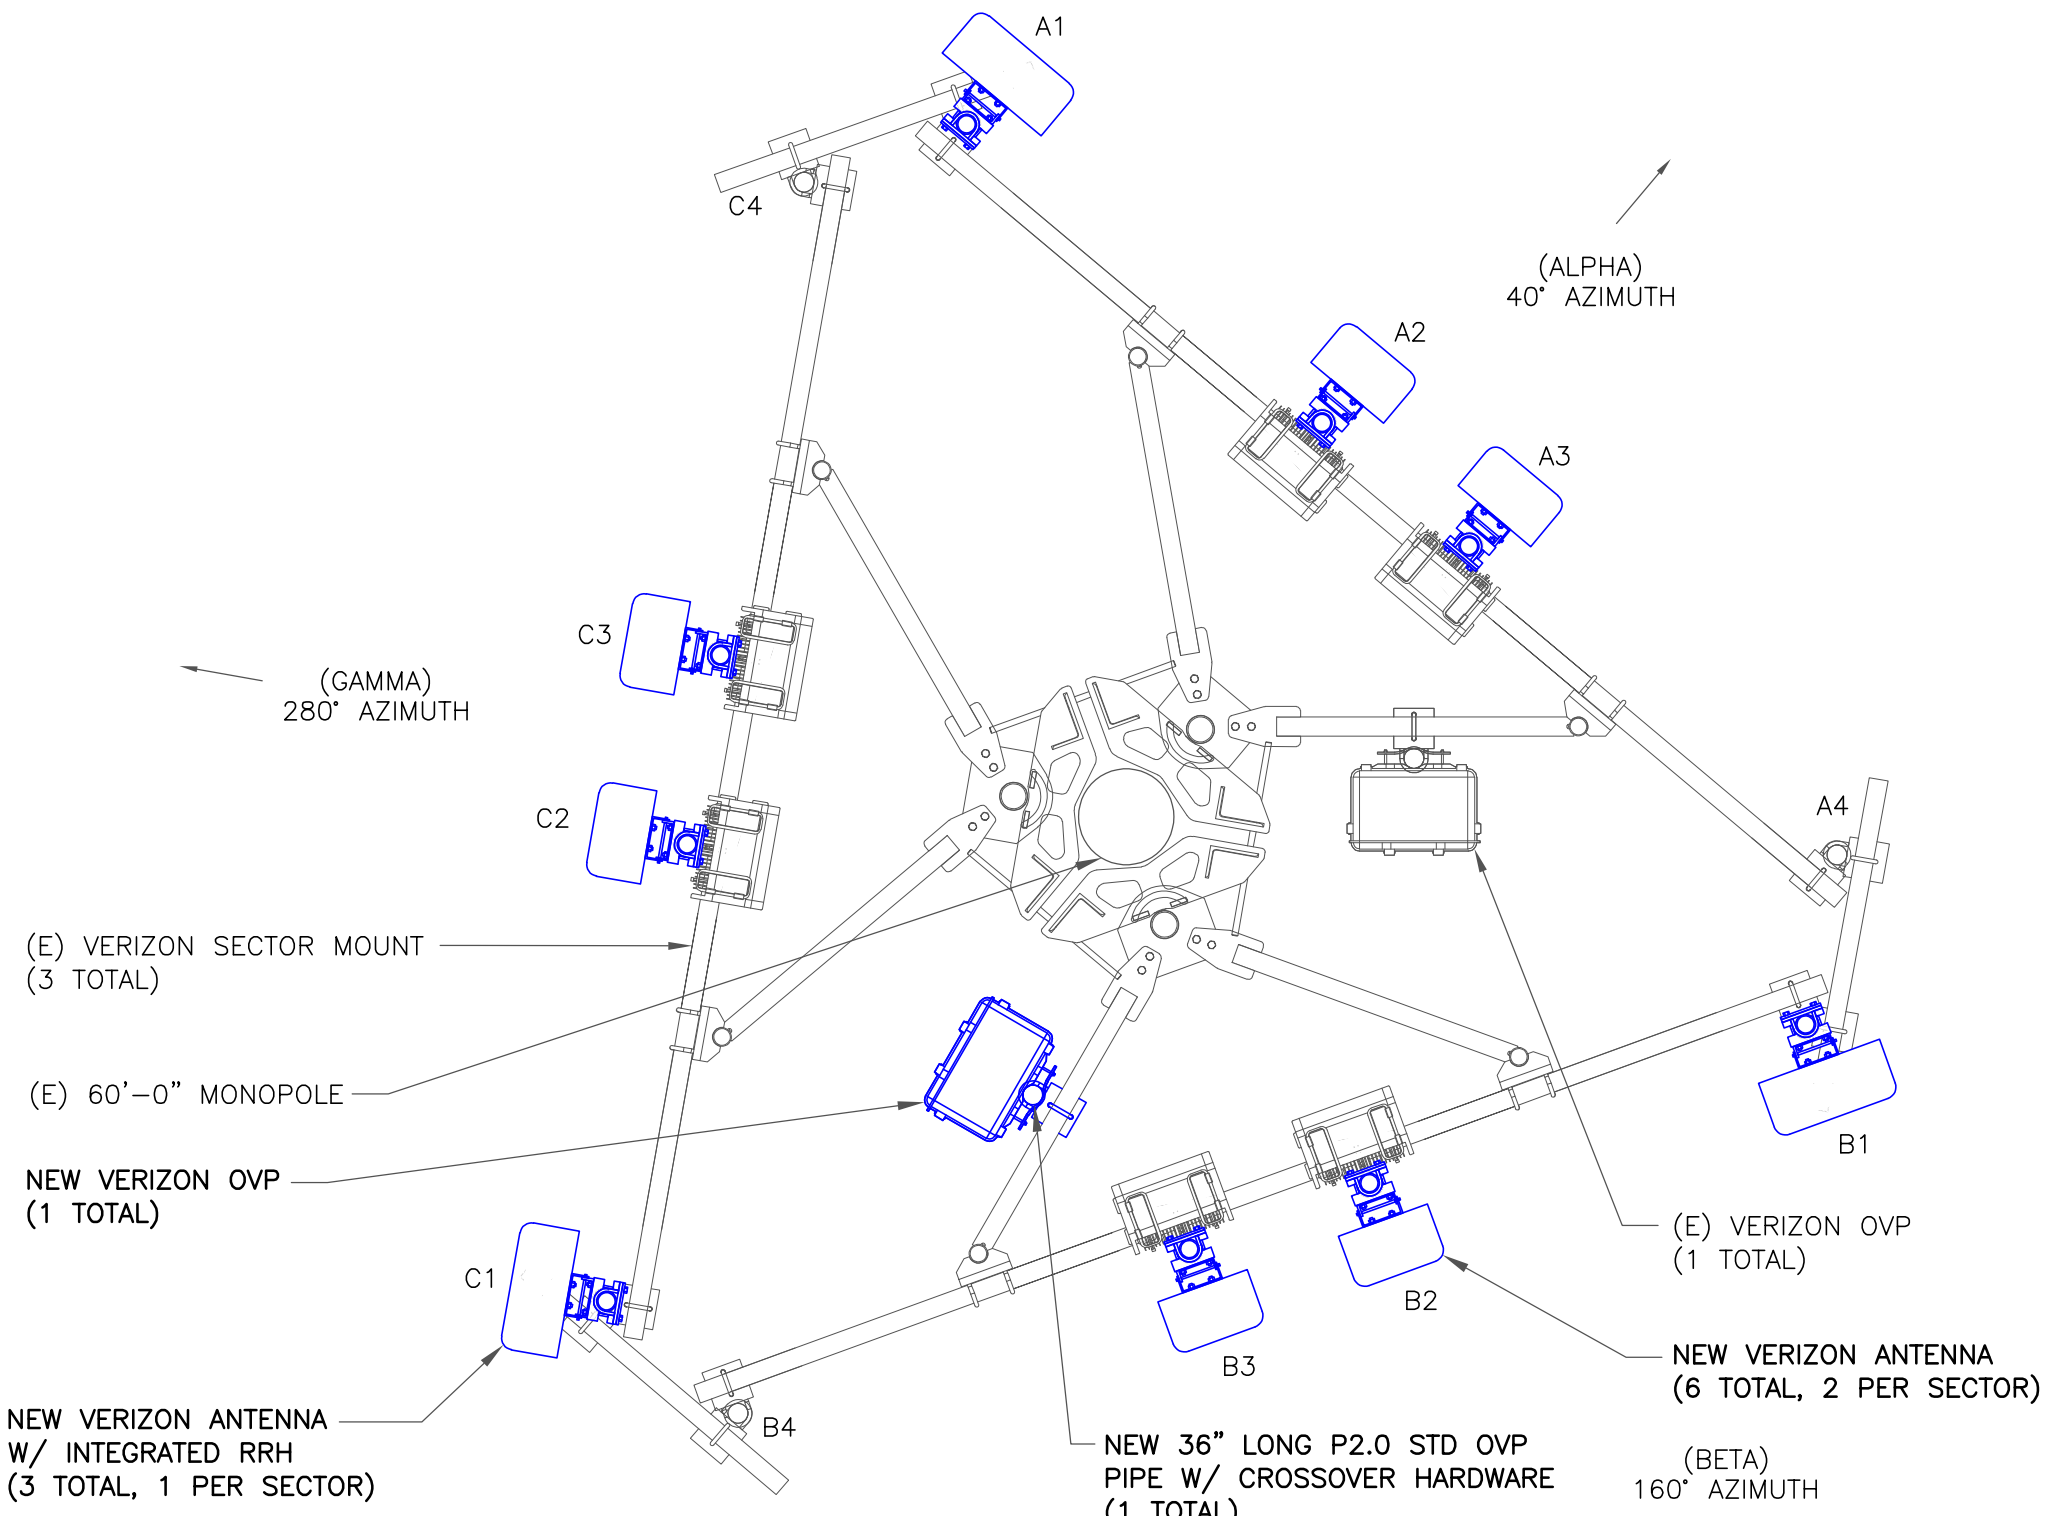 A1
C4
(ALPHA)
40° AZIMUTH
A2
A3
C3
(GAMMA)
280° AZIMUTH
C2
A4
(E) VERIZON SECTOR MOUNT
(3 TOTAL)
(E) 60'-0" MONOPOLE
B1
NEW VERIZON OVP
(1 TOTAL)
(E) VERIZON OVP
(1 TOTAL)
C1
B2
B3
NEW VERIZON ANTENNA
(6 TOTAL, 2 PER SECTOR)
NEW VERIZON ANTENNA
W/ INTEGRATED RRH
(3 TOTAL, 1 PER SECTOR)
B4
NEW 36" LONG P2.0 STD OVP
PIPE W/ CROSSOVER HARDWARE
(1 TOTAL)
(BETA)
160° AZIMUTH